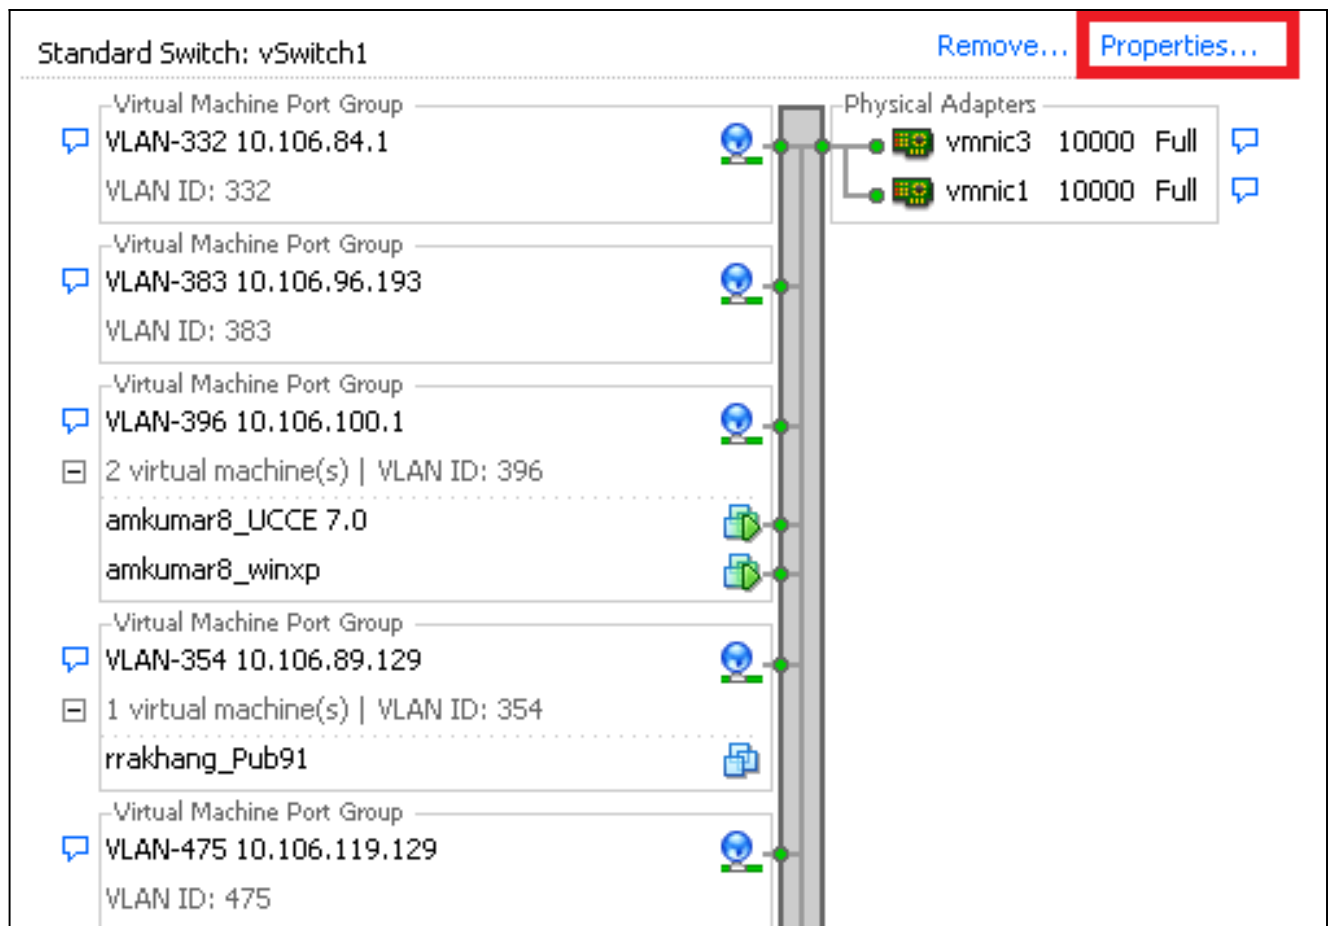 Standard Switch: vSwitch1 Remove... Properties...
Virtual Machine Port Group Physical Adapters
VLAN-332 10.106.84.1 vmnic3 10000 Full
VLAN ID: 332 vmnic1 10000 Full
Virtual Machine Port Group
VLAN-383 10.106.96.193
VLAN ID: 383
Virtual Machine Port Group
VLAN-396 10.106.100.1
2 virtual machine(s) | VLAN ID: 396
amkumar8_UCCE 7.0
amkumar8_winxp
Virtual Machine Port Group
VLAN-354 10.106.89.129
1 virtual machine(s) | VLAN ID: 354
rrakhang_Pub91
Virtual Machine Port Group
VLAN-475 10.106.119.129
VLAN ID: 475